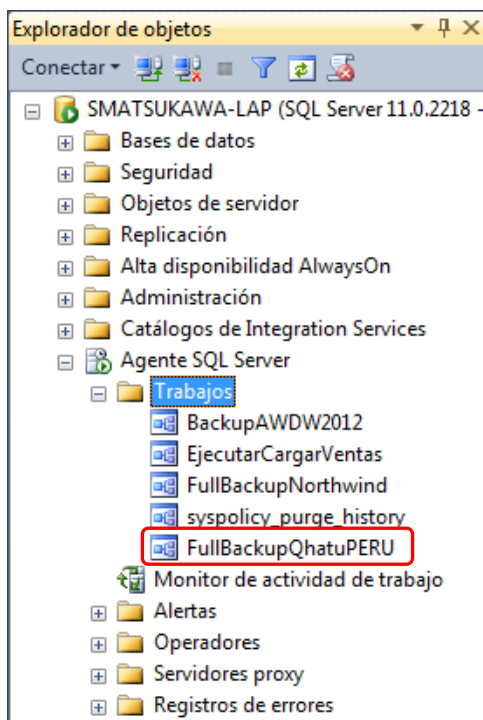 Explorador de objetos
Conectar
SMATSUKAWA-LAP (SQL Server 11.0.2218 -
Bases de datos
Seguridad
Objetos de servidor
Replicación
Alta disponibilidad AlwaysOn
Administración
Catálogos de Integration Services
Agente SQL Server
Trabajos
BackupAWDW2012
EjecutarCargarVentas
FullBackupNorthwind
syspolicy_purge_history
FullBackupQhatuPERU
Monitor de actividad de trabajo
Alertas
Operadores
Servidores proxy
Registros de errores